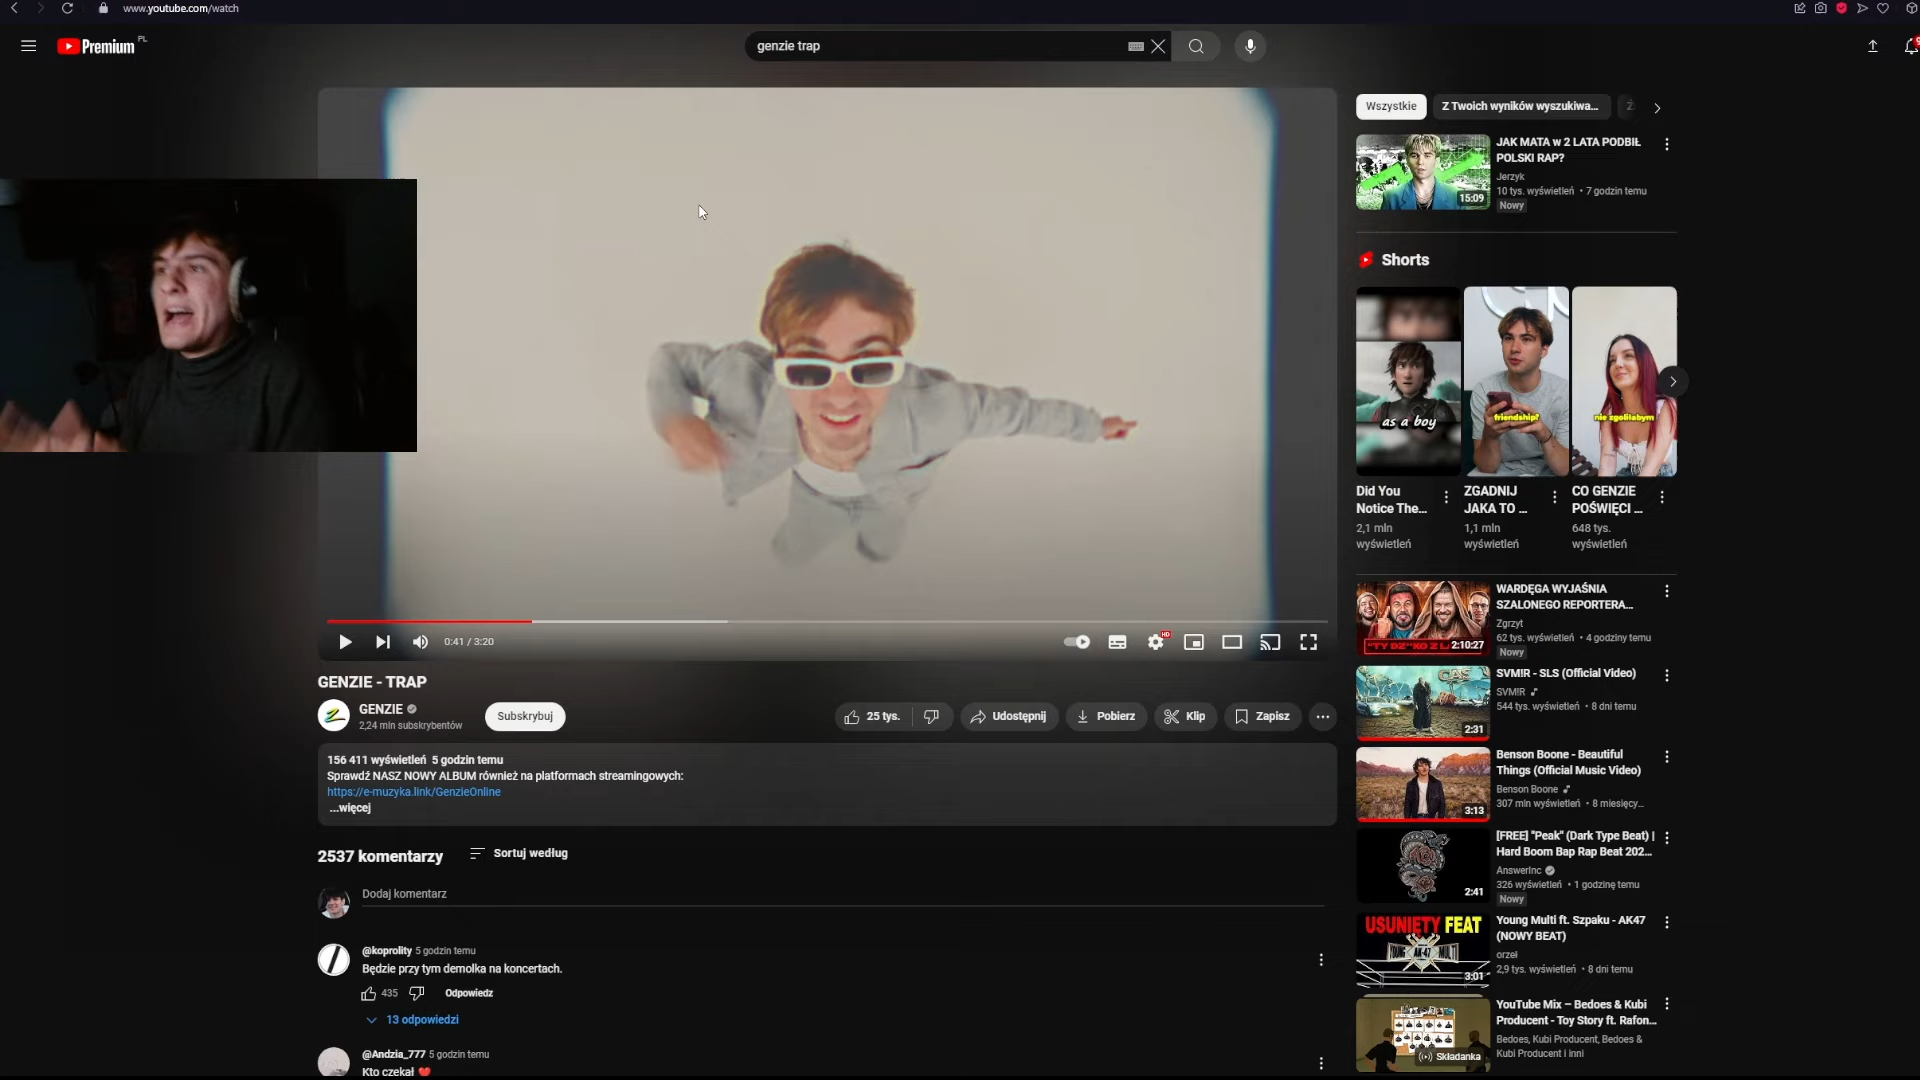 www.youtube.com/watch
Premium PL
genzie trap
Wszystkie
Z Twoich wyników wyszukiwa...
JAK MATA w 2 LATA PODBIŁ
POLSKI RAP?
Jerzyk
10 tys. wyświetleń • 7 godzin temu
Nowy
15:09
Shorts
as a boy
friendship?
nie zgoliłabym
Did You
Notice The...
2,1 mln
wyświetleń
ZGADNIJ
JAKA TO ...
1,1 mln
wyświetleń
CO GENZIE
POŚWIĘCI ...
648 tys.
wyświetleń
0:41 / 3:20
HD
GENZIE - TRAP
GENZIE
2,24 mln subskrybentów
Subskrybuj
25 tys.
Udostępnij
Pobierz
Klip
Zapisz
156 411 wyświetleń 5 godzin temu
Sprawdź NASZ NOWY ALBUM również na platformach streamingowych:
https://e-muzyka.link/GenzieOnline
...więcej
2537 komentarzy
Sortuj według
Dodaj komentarz
@koprolity 5 godzin temu
Będzie przy tym demolka na koncertach.
435
Odpowiedz
13 odpowiedzi
@Andzia_777 5 godzin temu
Kto czekał ❤️
WARDĘGA WYJAŚNIA
SZALONEGO REPORTERA...
Zgrzyt
62 tys. wyświetleń • 4 godziny temu
Nowy
2:10:27
SVM!R - SLS (Official Video)
SVM!R
544 tys. wyświetleń • 8 dni temu
2:31
Benson Boone - Beautiful
Things (Official Music Video)
Benson Boone
307 mln wyświetleń • 8 miesięcy...
3:13
[FREE] "Peak" (Dark Type Beat) |
Hard Boom Bap Rap Beat 202...
AnswerInc
326 wyświetleń • 1 godzinę temu
Nowy
2:41
USUNIĘTY FEAT
YOUNG AK-47 MULTI
3:01
Young Multi ft. Szpaku - AK47
(NOWY BEAT)
orzeł
2,9 tys. wyświetleń • 8 dni temu
YouTube Mix – Bedoes & Kubi
Producent - Toy Story ft. Rafon...
Bedoes, Kubi Producent, Bedoes &
Kubi Producent i inni
Składanka